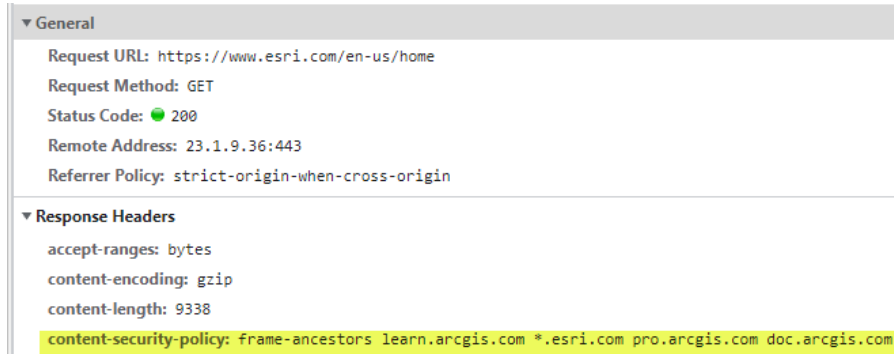 General
Request URL: https://www.esri.com/en-us/home
Request Method: GET
Status Code: 200
Remote Address: 23.1.9.36:443
Referrer Policy: strict-origin-when-cross-origin
Response Headers
accept-ranges: bytes
content-encoding: gzip
content-length: 9338
content-security-policy: frame-ancestors learn.arcgis.com *.esri.com pro.arcgis.com doc.arcgis.com